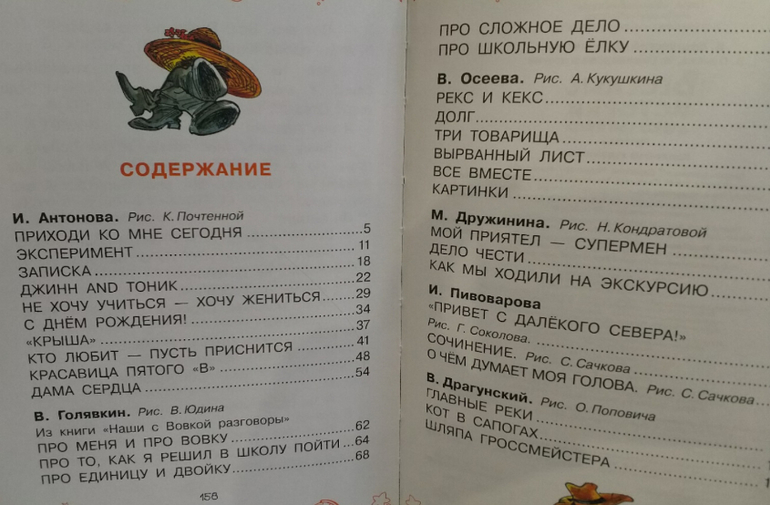 СОДЕРЖАНИЕ
И. Антонова. Рис. К. Почтенной
ПРИХОДИ КО МНЕ СЕГОДНЯ 5
ЭКСПЕРИМЕНТ 11
ЗАПИСКА 18
ДЖИНН AND ТОНИК 22
НЕ ХОЧУ УЧИТЬСЯ — ХОЧУ ЖЕНИТЬСЯ 29
С ДНЁМ РОЖДЕНИЯ! 34
«КРЫША» 37
КТО ЛЮБИТ — ПУСТЬ ПРИСНИТСЯ 41
КРАСАВИЦА ПЯТОГО «В» 48
ДАМА СЕРДЦА 54
В. Голявкин. Рис. В. Юдина
Из книги «Наши с Вовкой разговоры»
ПРО МЕНЯ И ПРО ВОВКУ 62
ПРО ТО, КАК Я РЕШИЛ В ШКОЛУ ПОЙТИ 64
ПРО ЕДИНИЦУ И ДВОЙКУ 68
158
ПРО СЛОЖНОЕ ДЕЛО
ПРО ШКОЛЬНУЮ ЁЛКУ
В. Осеева. Рис. А. Кукушкина
РЕКС И КЕКС
ДОЛГ
ТРИ ТОВАРИЩА
ВЫРВАННЫЙ ЛИСТ
ВСЕ ВМЕСТЕ
КАРТИНКИ
М. Дружинина. Рис. Н. Кондратовой
МОЙ ПРИЯТЕЛ — СУПЕРМЕН
ДЕЛО ЧЕСТИ
КАК МЫ ХОДИЛИ НА ЭКСКУРСИЮ
И. Пивоварова
«ПРИВЕТ С ДАЛЁКОГО СЕВЕРА!»
Рис. Г. Соколова.
СОЧИНЕНИЕ. Рис. С. Сачкова
О ЧЁМ ДУМАЕТ МОЯ ГОЛОВА. Рис. С. Сачкова
В. Драгунский. Рис. О. Поповича
ГЛАВНЫЕ РЕКИ
КОТ В САПОГАХ
ШЛЯПА ГРОССМЕЙСТЕРА